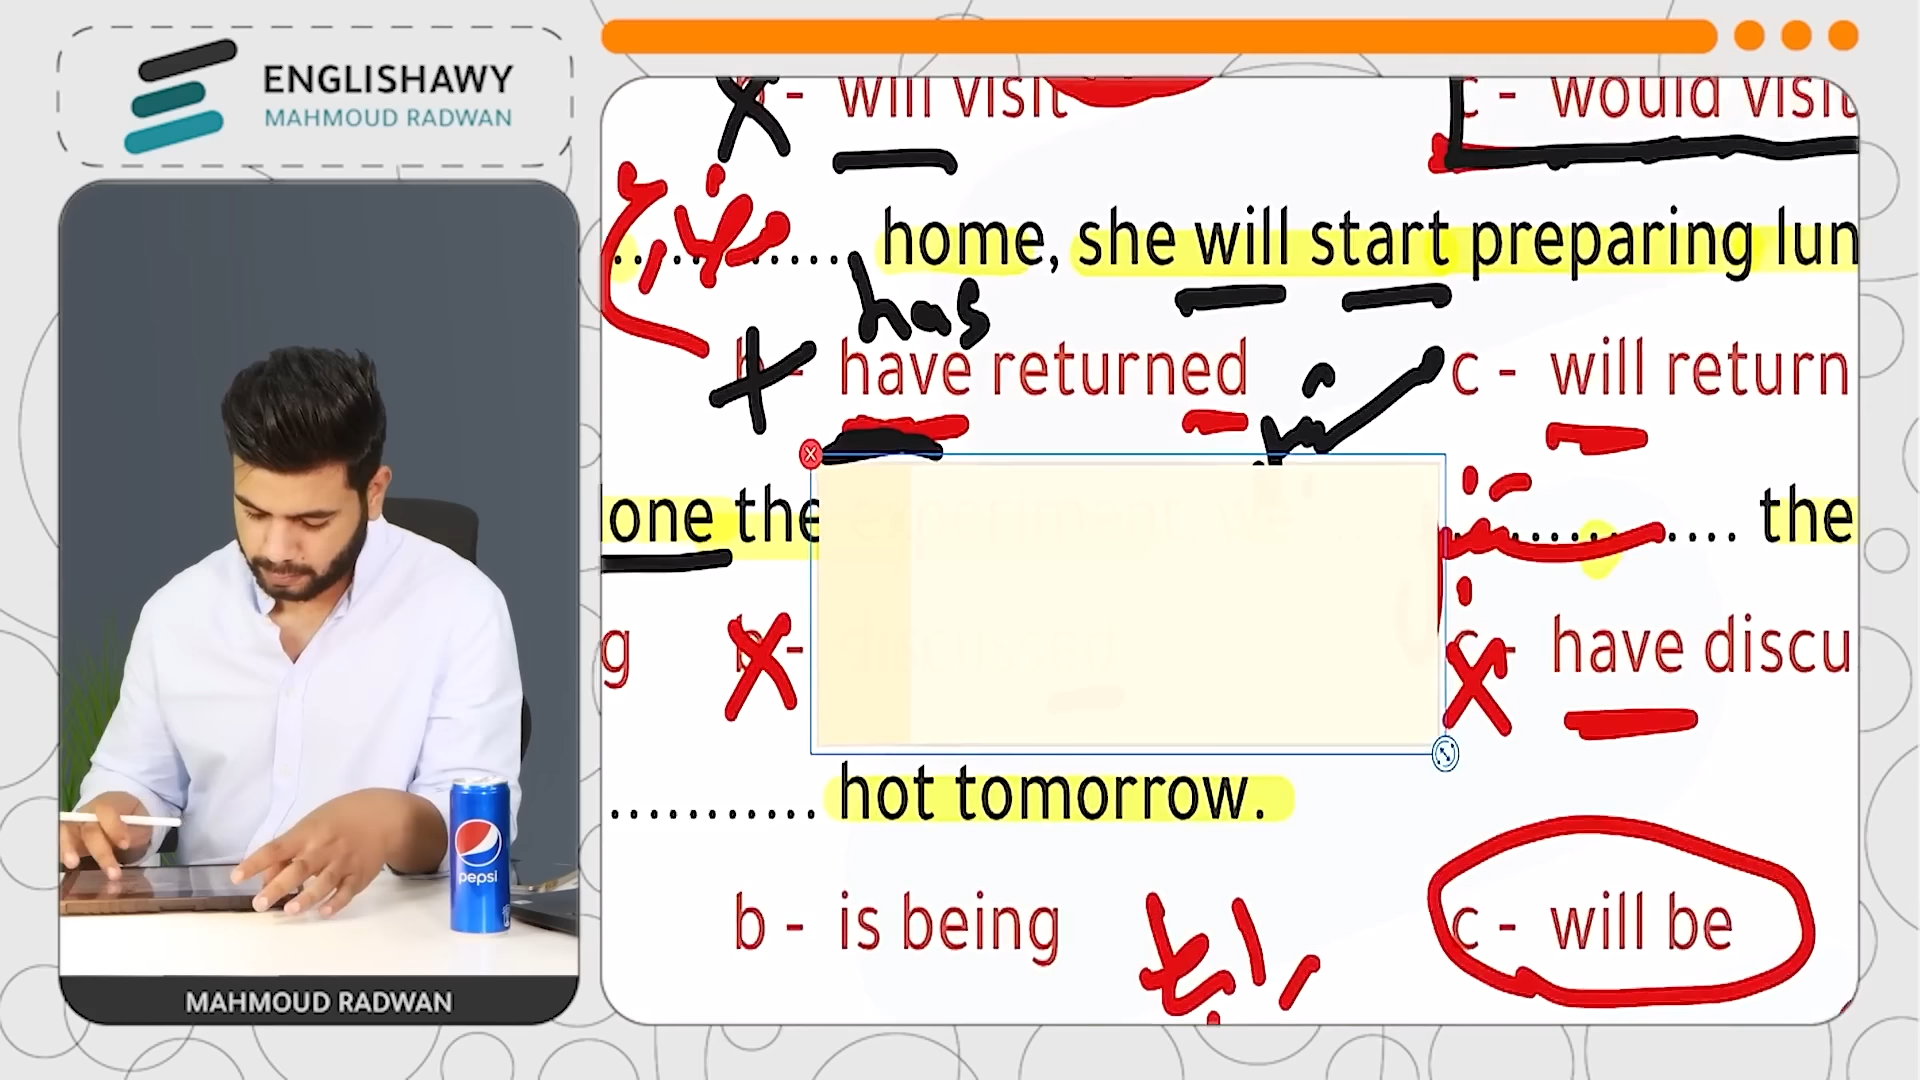 ENGLISHAWY
MAHMOUD RADWAN
b - will visit
c - would visit
............... home, she will start preparing lun
has
b - have returned
c - will return
one the
........... the
g
b -
c - have discu
........... hot tomorrow.
b - is being
c - will be
pepsi
MAHMOUD RADWAN